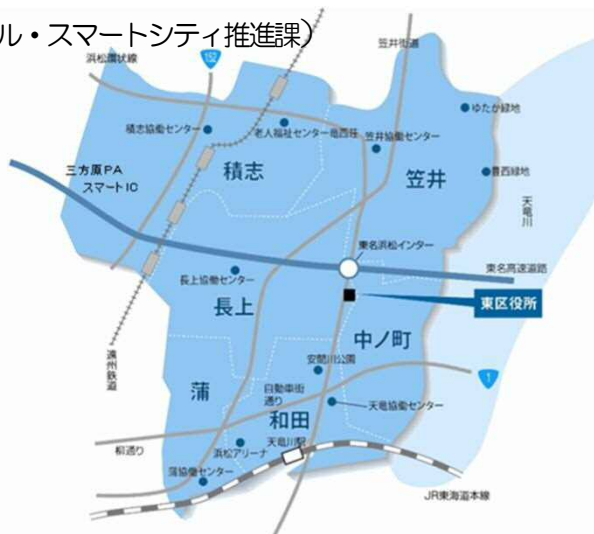 ル・スマートシティ推進課）
笠井街道
浜松環状線
152
ゆたか緑地
積志協働センター
老人福祉センター竜西荘
笠井協働センター
三方原PA
スマートIC
積志
笠井
豊西緑地
天竜川
東名浜松インター
長上協働センター
東名高速道路
東区役所
長上
中ノ町
遠州鉄道
安間川公園
1
蒲
自動車街
通り
天竜協働センター
和田
天竜川駅
柳通り
浜松アリーナ
蒲協働センター
JR東海道本線